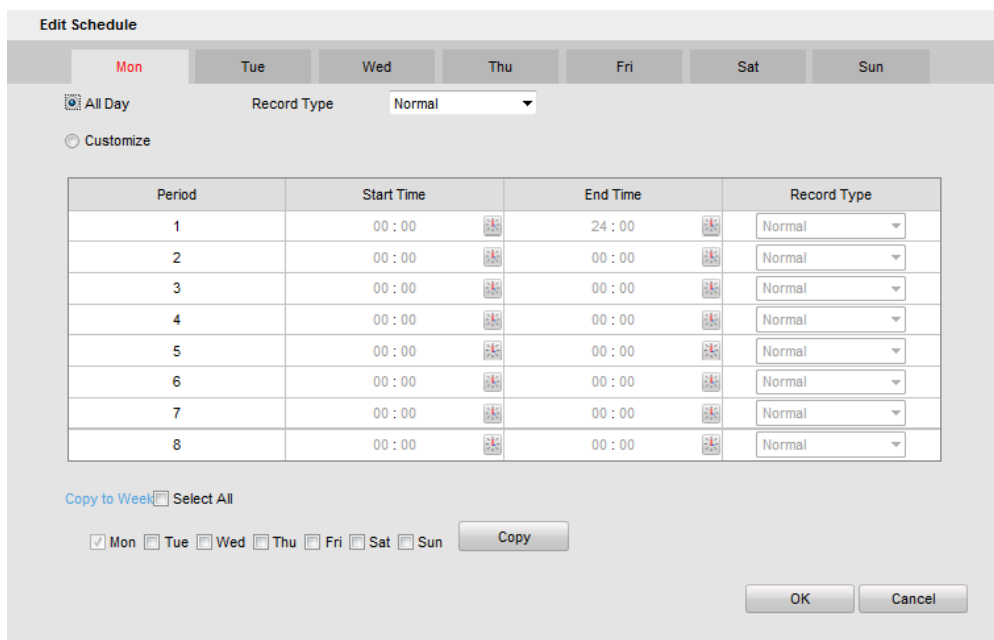 Edit Schedule
Mon Tue Wed Thu Fri Sat Sun
All Day Record Type Normal
Customize
Period Start Time End Time Record Type
1 00 : 00 24 : 00 Normal
2 00 : 00 00 : 00 Normal
3 00 : 00 00 : 00 Normal
4 00 : 00 00 : 00 Normal
5 00 : 00 00 : 00 Normal
6 00 : 00 00 : 00 Normal
7 00 : 00 00 : 00 Normal
8 00 : 00 00 : 00 Normal
Copy to Week Select All
Mon Tue Wed Thu Fri Sat Sun Copy
OK Cancel